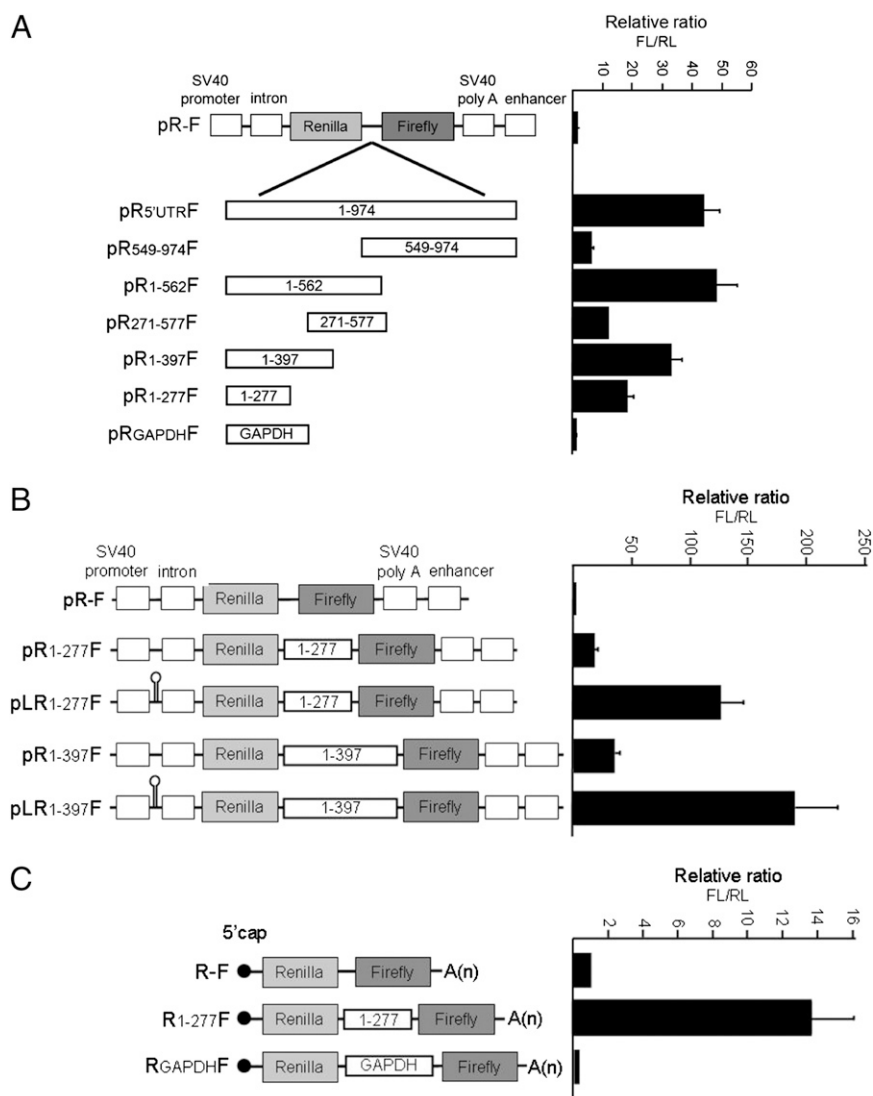 A
Relative ratio
FL/RL
10 20 30 40 50 60
SV40 promoter intron SV40 poly A enhancer
pR-F Renilla Firefly
pR5'UTRF 1-974
pR549-974F 549-974
pR1-562F 1-562
pR271-577F 271-577
pR1-397F 1-397
pR1-277F 1-277
pRGAPDHF GAPDH
B
Relative ratio
FL/RL
50 100 150 200 250
SV40 promoter intron SV40 poly A enhancer
pR-F Renilla Firefly
pR1-277F Renilla 1-277 Firefly
pLR1-277F Renilla 1-277 Firefly
pR1-397F Renilla 1-397 Firefly
pLR1-397F Renilla 1-397 Firefly
C
Relative ratio
FL/RL
2 4 6 8 10 12 14 16
5'cap
R-F Renilla Firefly A(n)
R1-277F Renilla 1-277 Firefly A(n)
RGAPDHF Renilla GAPDH Firefly A(n)